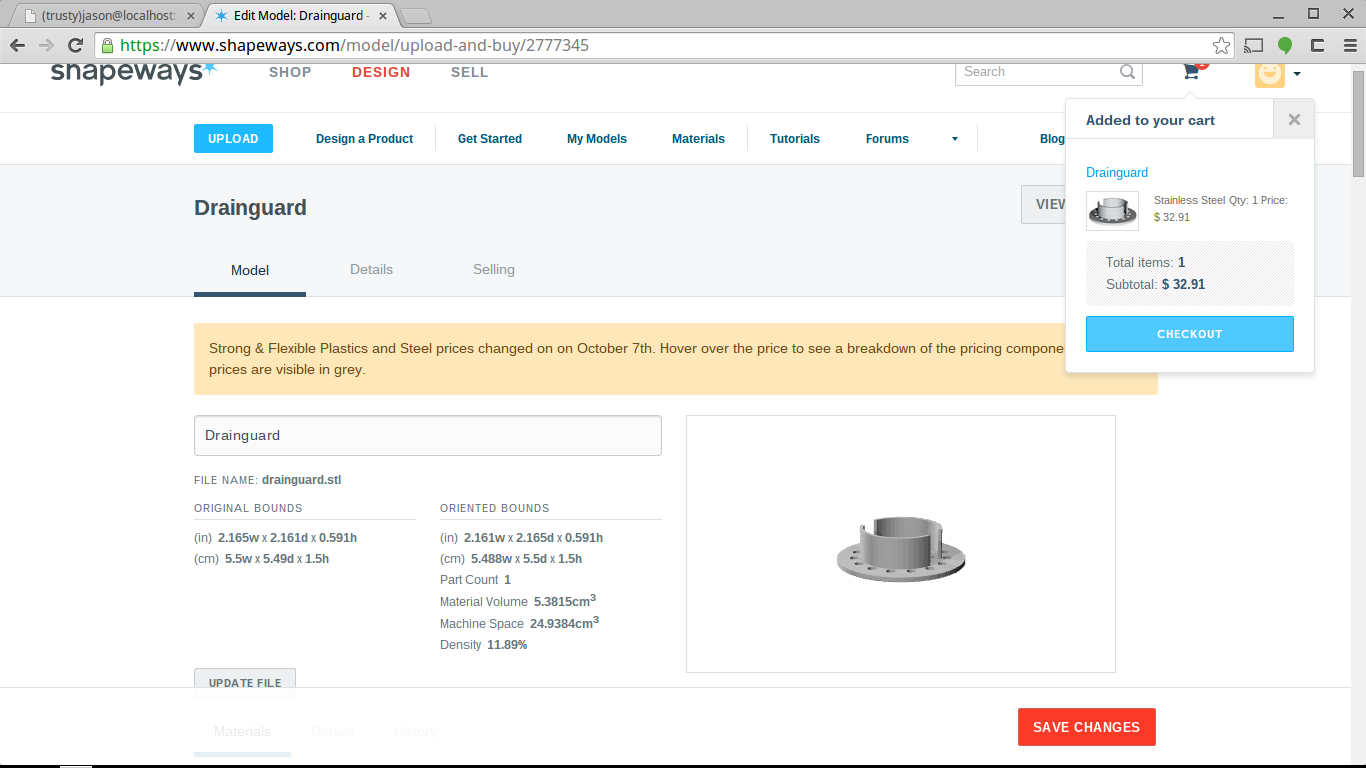 (trusty)jason@localhost:
Edit Model: Drainguard -
https://www.shapeways.com/model/upload-and-buy/2777345
shapeways
SHOP
DESIGN
SELL
Search
UPLOAD
Design a Product
Get Started
My Models
Materials
Tutorials
Forums
Blog
Added to your cart
Drainguard
Stainless Steel Qty: 1 Price:
$ 32.91
Total items: 1
Subtotal: $ 32.91
CHECKOUT
Drainguard
VIEW
Model
Details
Selling
Strong & Flexible Plastics and Steel prices changed on on October 7th. Hover over the price to see a breakdown of the pricing compone
prices are visible in grey.
Drainguard
FILE NAME: drainguard.stl
ORIGINAL BOUNDS
(in) 2.165w x 2.161d x 0.591h
(cm) 5.5w x 5.49d x 1.5h
ORIENTED BOUNDS
(in) 2.161w x 2.165d x 0.591h
(cm) 5.488w x 5.5d x 1.5h
Part Count 1
Material Volume 5.3815cm3
Machine Space 24.9384cm3
Density 11.89%
UPDATE FILE
Materials
Details
History
SAVE CHANGES